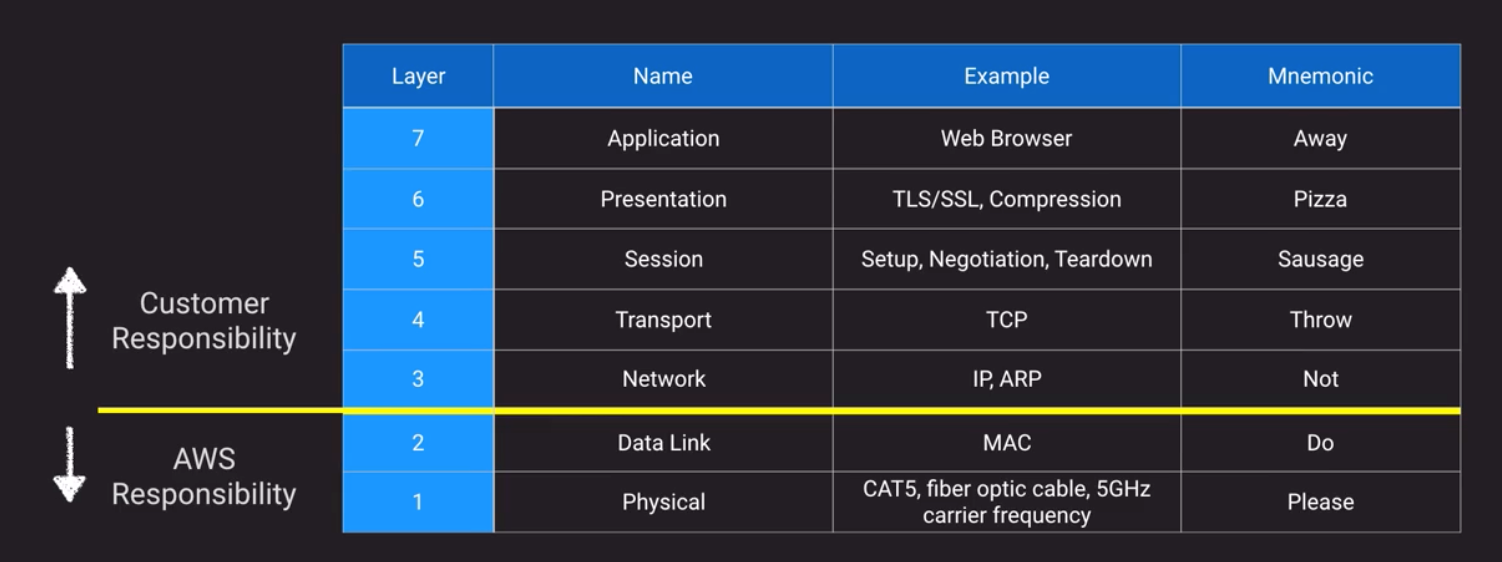 Layer Name Example Mnemonic
7 Application Web Browser Away
6 Presentation TLS/SSL, Compression Pizza
5 Session Setup, Negotiation, Teardown Sausage
Customer
Responsibility
4 Transport TCP Throw
3 Network IP, ARP Not
2 Data Link MAC Do
AWS
Responsibility
1 Physical CAT5, fiber optic cable, 5GHz
carrier frequency Please